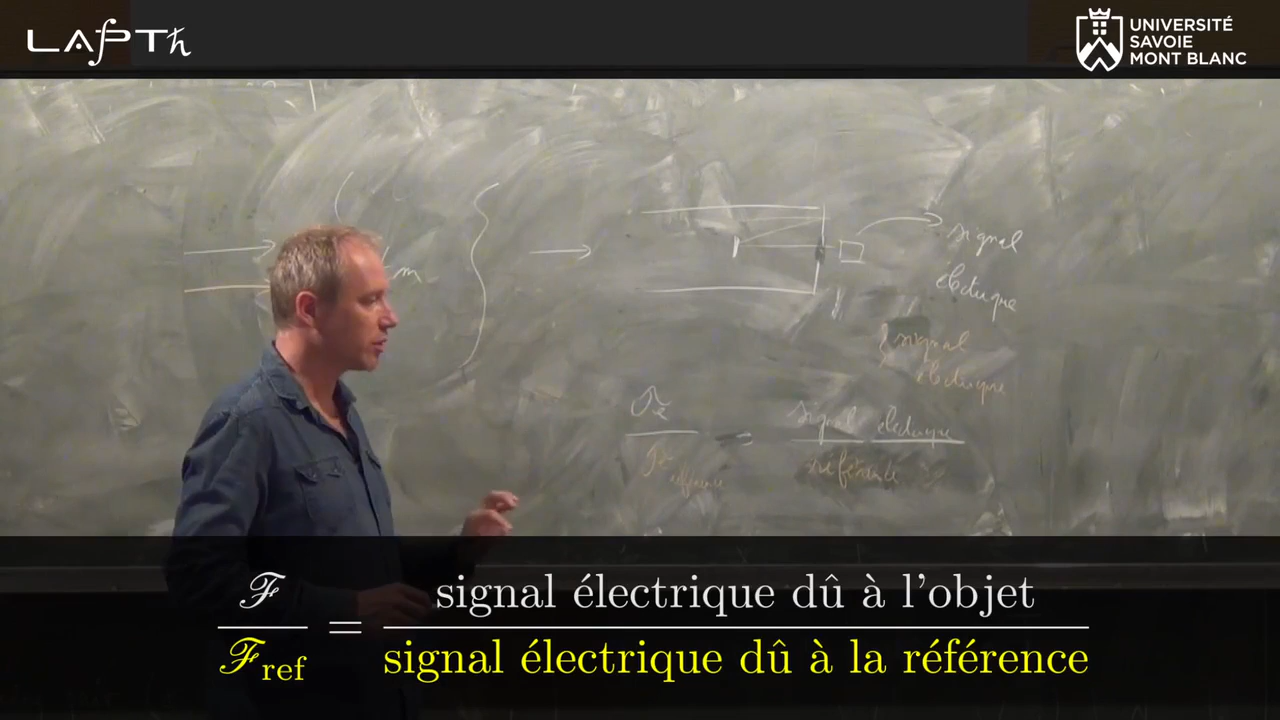 LAPTh
UNIVERSITÉ
SAVOIE
MONT BLANC
m
signal
électrique
signal
électrique
signal électrique
référence
ℱ / ℱref = signal électrique dû à l'objet / signal électrique dû à la référence